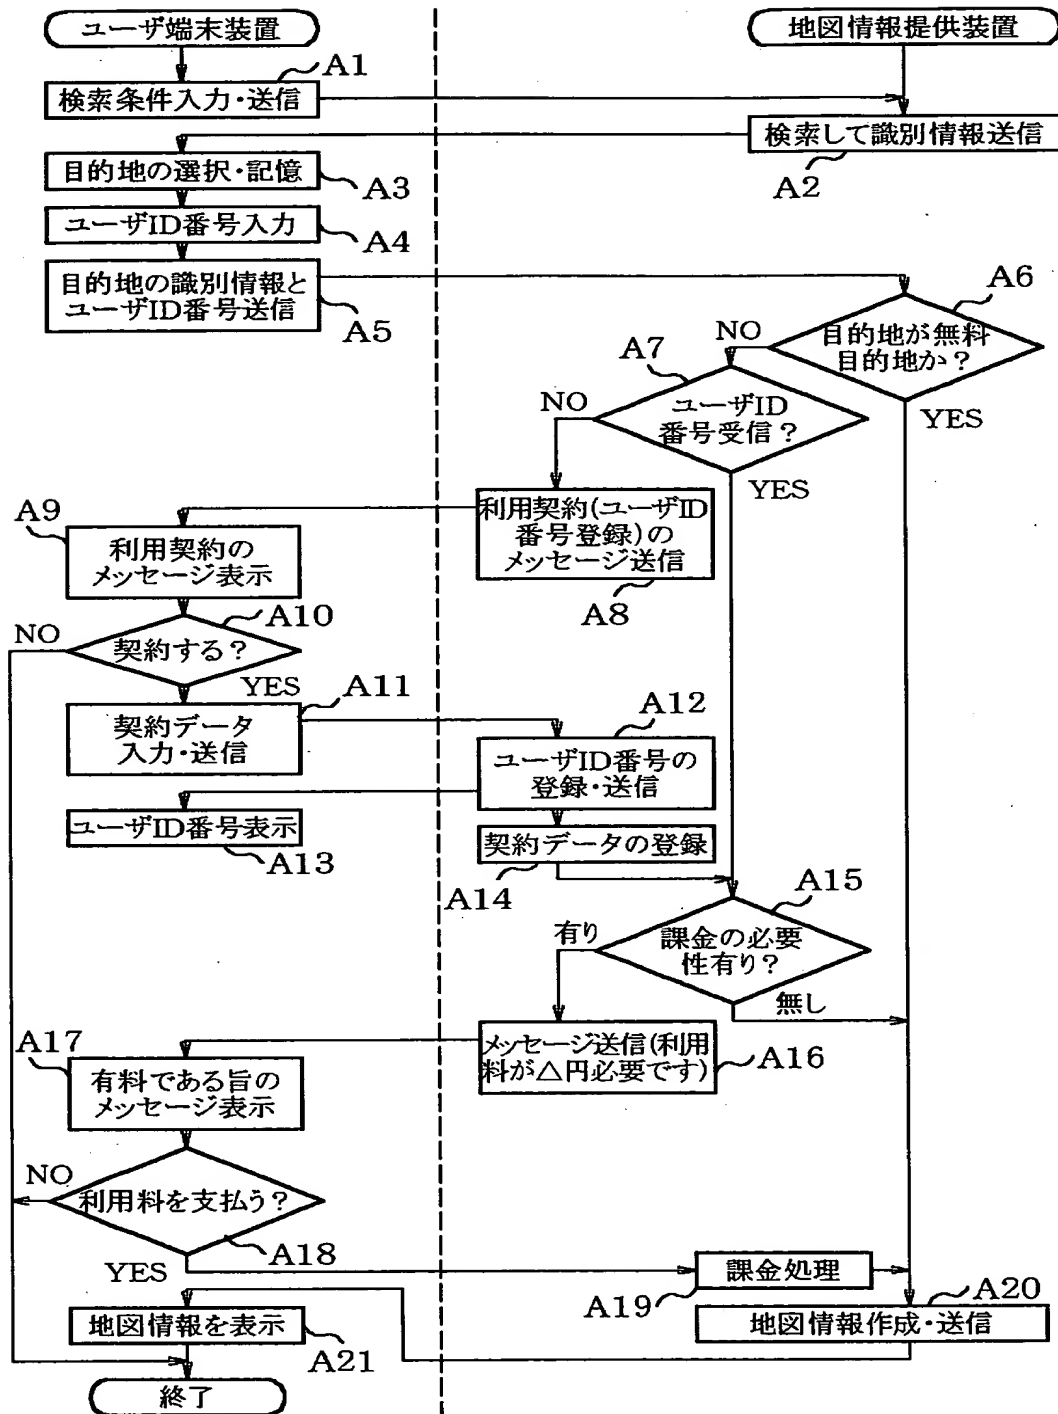 ユーザ端末装置
地図情報提供装置
A1
検索条件入力・送信
検索して識別情報送信
A2
目的地の選択・記憶
A3
ユーザID番号入力
A4
目的地の識別情報と
ユーザID番号送信
A5
A6
目的地が無料
目的地か?
NO
YES
A7
ユーザID
番号受信?
NO
YES
利用契約(ユーザID
番号登録)の
メッセージ送信
A8
A9
利用契約の
メッセージ表示
A10
契約する?
NO
YES
A11
契約データ
入力・送信
A12
ユーザID番号の
登録・送信
ユーザID番号表示
A13
契約データの登録
A14
A15
課金の必要
性有り?
有り
無し
メッセージ送信(利用
料が△円必要です)
A16
A17
有料である旨の
メッセージ表示
NO
利用料を支払う?
A18
YES
課金処理
A19
A20
地図情報作成・送信
地図情報を表示
A21
終了